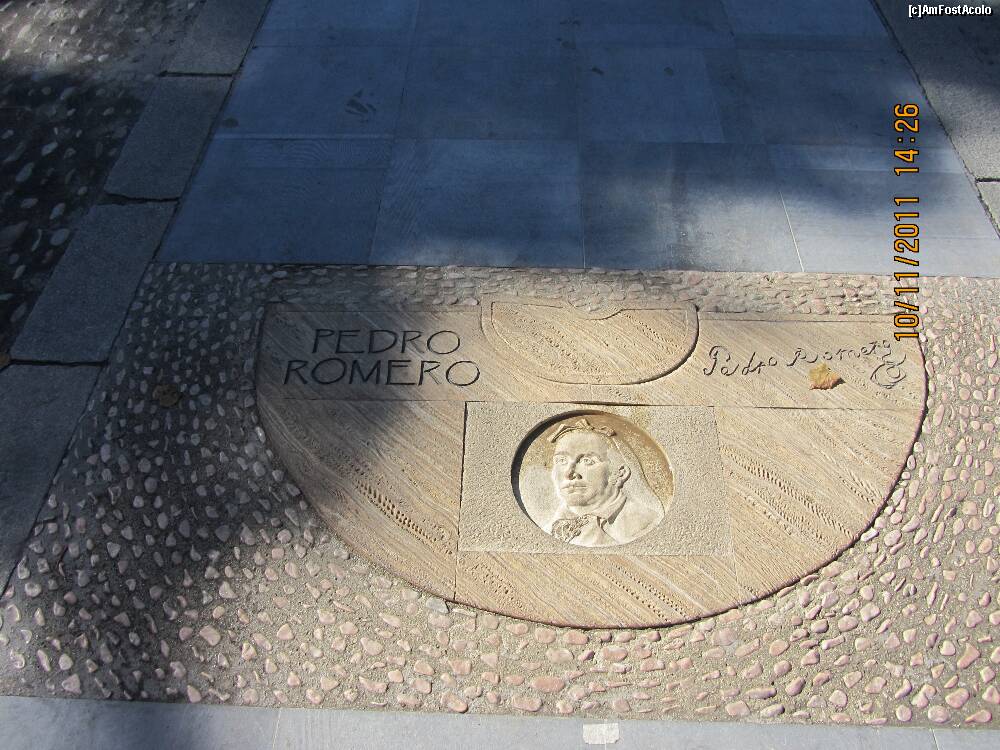 [c]AmFostAcolo
10/11/2011 14:26
PEDRO
ROMERO
Pedro Romero